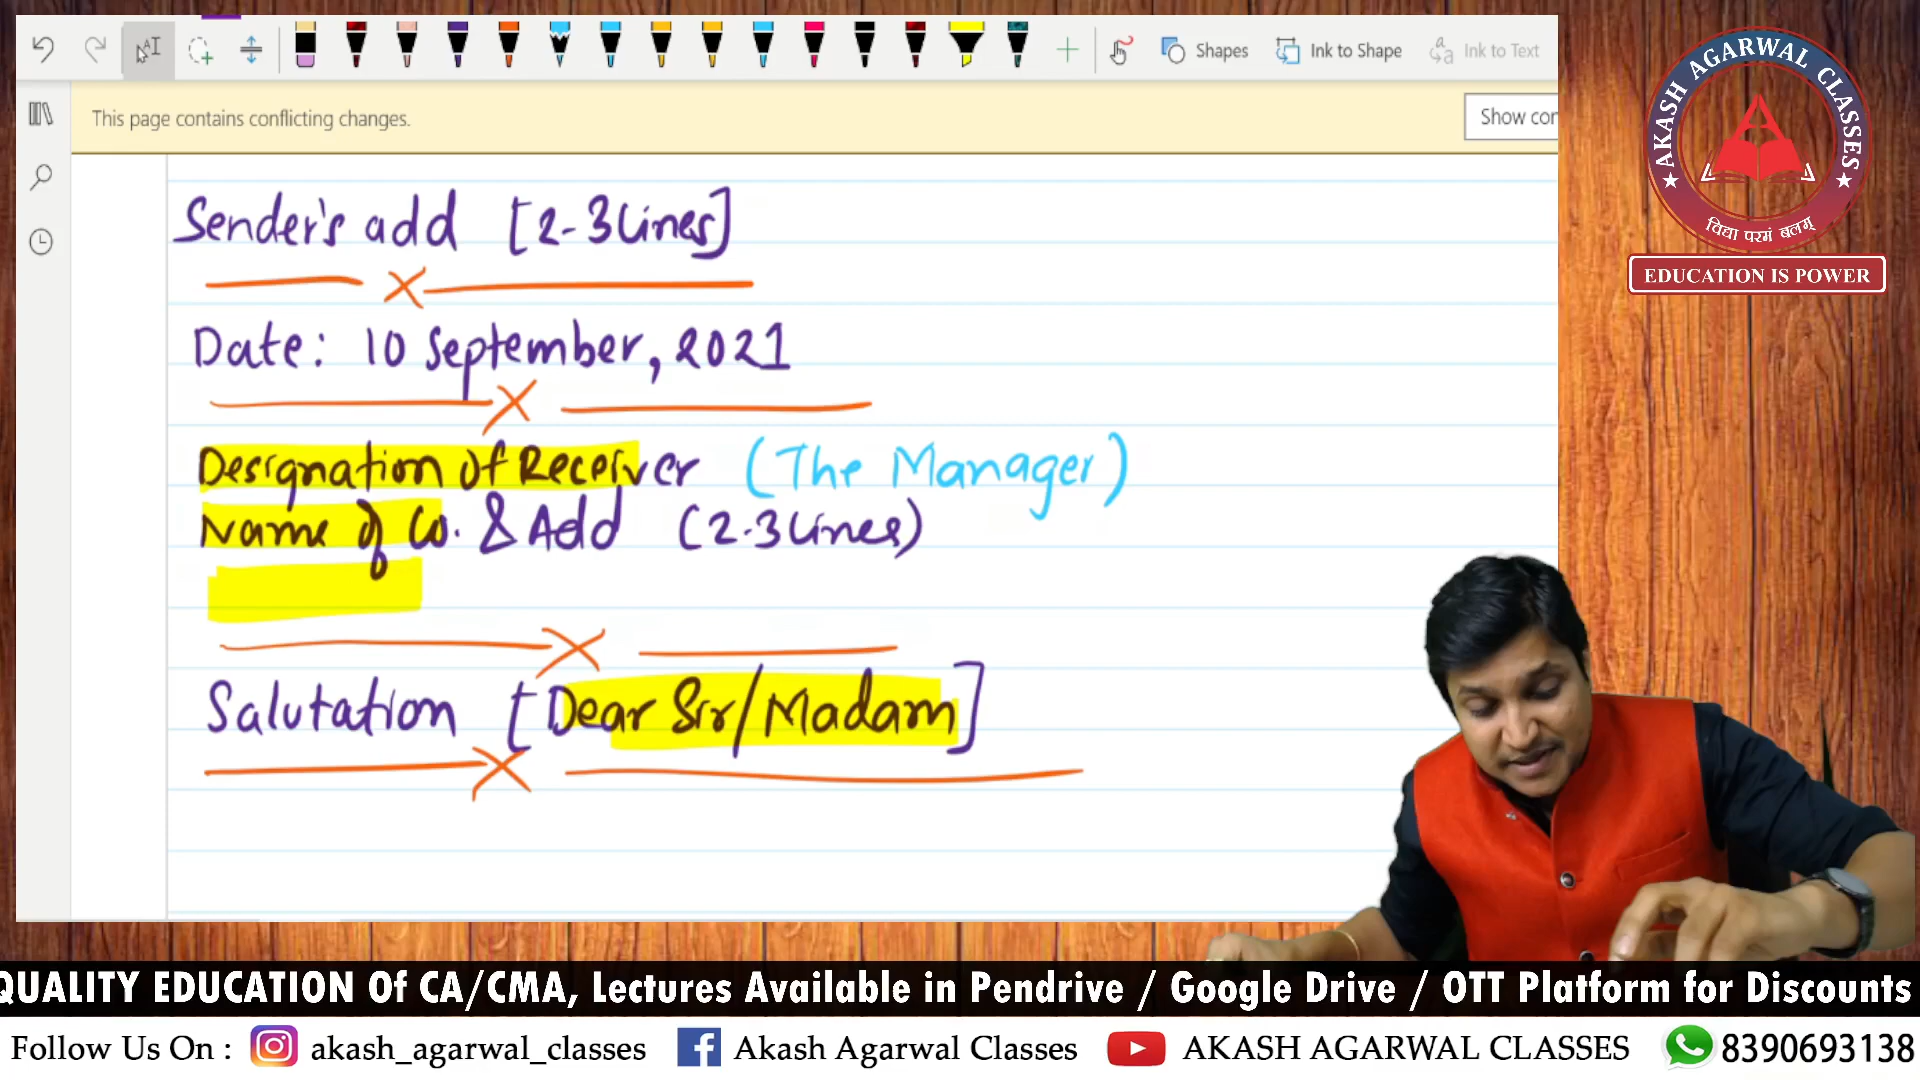 Shapes
Ink to Shape
Ink to Text
This page contains conflicting changes.
Show con
Sender's add [2-3 lines]
Date: 10 September, 2021
Designation of Receiver (The Manager)
Name of Co. & Add (2-3 lines)
Salutation [Dear Sir/Madam]
AKASH AGARWAL CLASSES
विद्या परमं बलम्
EDUCATION IS POWER
QUALITY EDUCATION Of CA/CMA, Lectures Available in Pendrive / Google Drive / OTT Platform for Discounts
Follow Us On : akash_agarwal_classes Akash Agarwal Classes AKASH AGARWAL CLASSES 8390693138